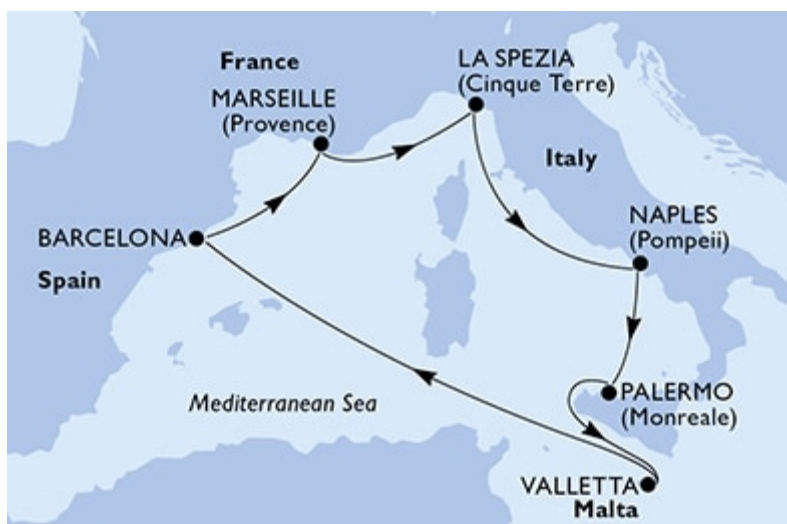 France
MARSEILLE
(Provence)
LA SPEZIA
(Cinque Terre)
Italy
BARCELONA
Spain
NAPLES
(Pompeii)
Mediterranean Sea
PALERMO
(Monreale)
VALLETTA
Malta